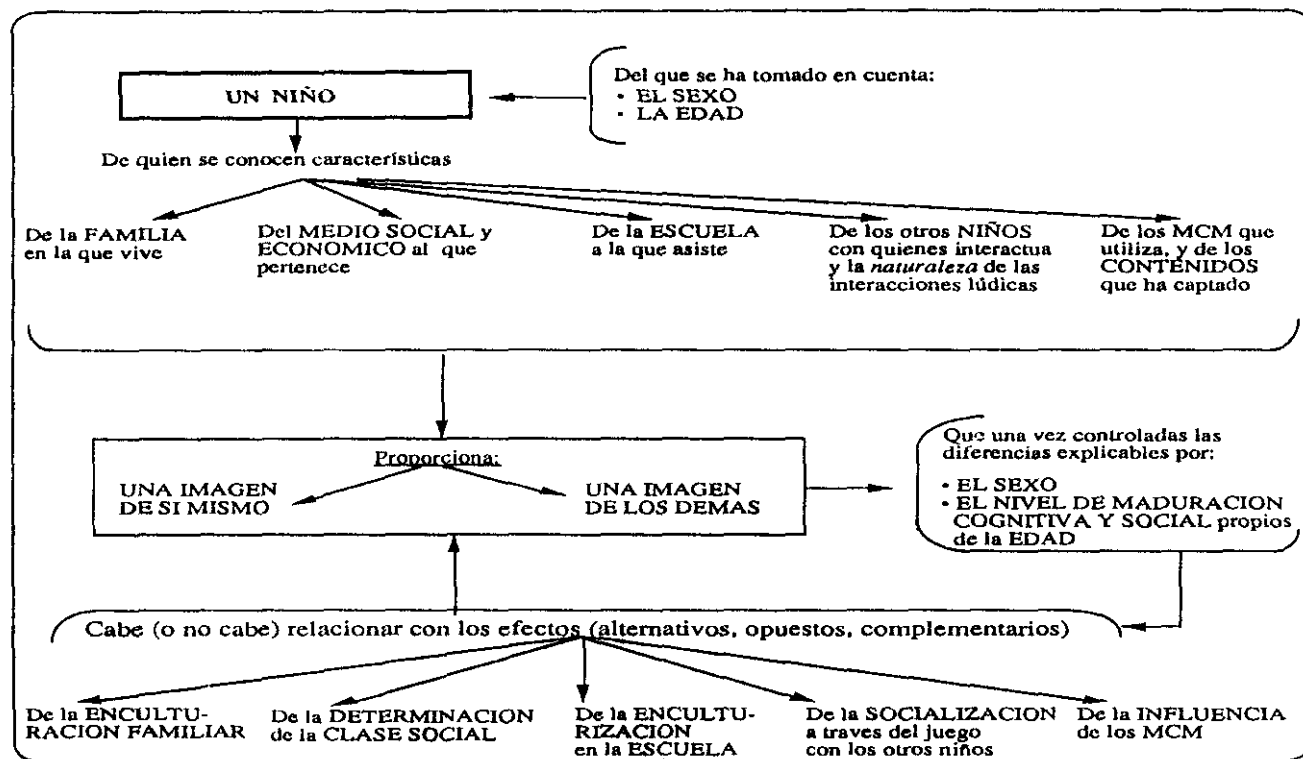 UN NIÑO
Del que se ha tomado en cuenta:
• EL SEXO
• LA EDAD
De quien se conocen características
De la FAMILIA
en la que vive
Del MEDIO SOCIAL y
ECONOMICO al que
pertenece
De la ESCUELA
a la que asiste
De los otros NIÑOS
con quienes interactua
y la naturaleza de las
interacciones lúdicas
De los MCM que
utiliza, y de los
CONTENIDOS
que ha captado
Proporciona:
UNA IMAGEN
DE SI MISMO
UNA IMAGEN
DE LOS DEMAS
Que una vez controladas las
diferencias explicables por:
• EL SEXO
• EL NIVEL DE MADURACION
COGNITIVA Y SOCIAL propios
de la EDAD
Cabe (o no cabe) relacionar con los efectos (alternativos, opuestos, complementarios)
De la ENCULTU-
RACION FAMILIAR
De la DETERMINACION
de la CLASE SOCIAL
De la ENCULTU-
RIZACION
en la ESCUELA
De la SOCIALIZACION
a traves del juego
con los otros niños
De la INFLUENCIA
de los MCM